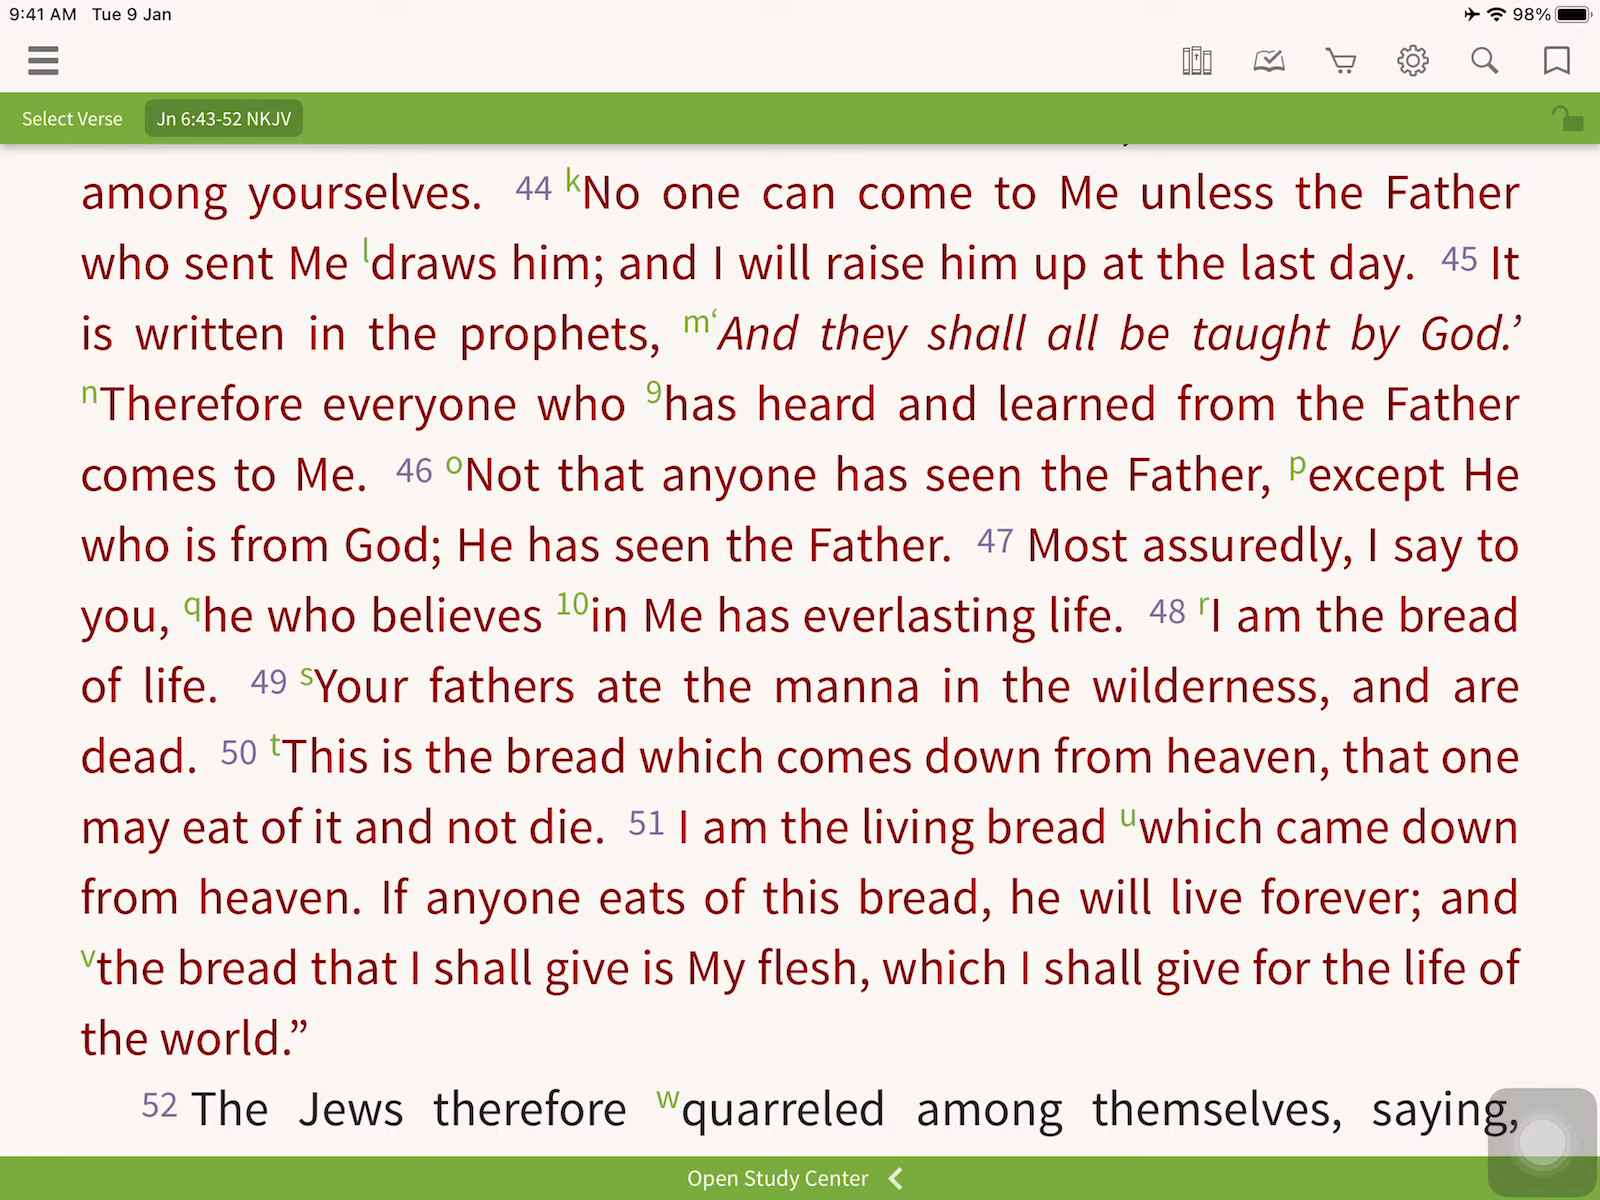 9:41 AM Tue 9 Jan 98%
Select Verse Jn 6:43-52 NKJV
among yourselves. 44 kNo one can come to Me unless the Father
who sent Me ldraws him; and I will raise him up at the last day. 45 It
is written in the prophets, m‘And they shall all be taught by God.’
nTherefore everyone who 9has heard and learned from the Father
comes to Me. 46 oNot that anyone has seen the Father, pexcept He
who is from God; He has seen the Father. 47 Most assuredly, I say to
you, qhe who believes 10in Me has everlasting life. 48 rI am the bread
of life. 49 sYour fathers ate the manna in the wilderness, and are
dead. 50 tThis is the bread which comes down from heaven, that one
may eat of it and not die. 51 I am the living bread uwhich came down
from heaven. If anyone eats of this bread, he will live forever; and
vthe bread that I shall give is My flesh, which I shall give for the life of
the world.”
52 The Jews therefore wquarreled among themselves, saying,
Open Study Center